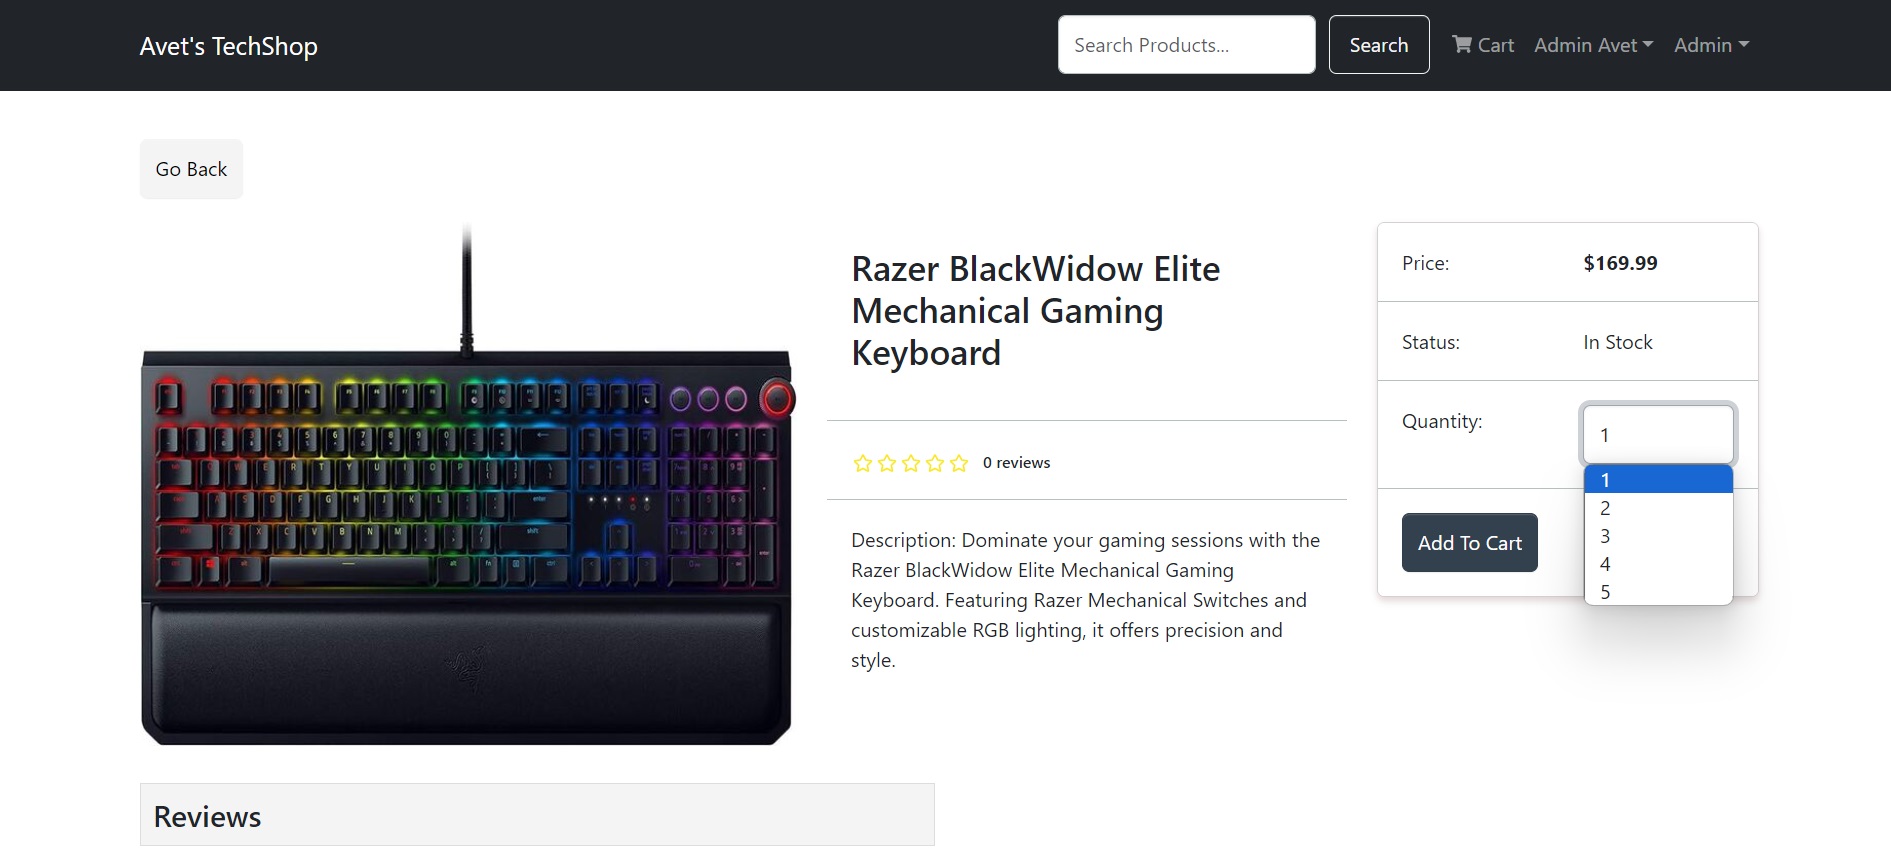 Avet's TechShop
Search Products...
Search
Cart
Admin Avet
Admin
Go Back
Razer BlackWidow Elite
Mechanical Gaming
Keyboard
0 reviews
Description: Dominate your gaming sessions with the
Razer BlackWidow Elite Mechanical Gaming
Keyboard. Featuring Razer Mechanical Switches and
customizable RGB lighting, it offers precision and
style.
Price: $169.99
Status: In Stock
Quantity: 1
1
2
3
4
5
Add To Cart
Reviews